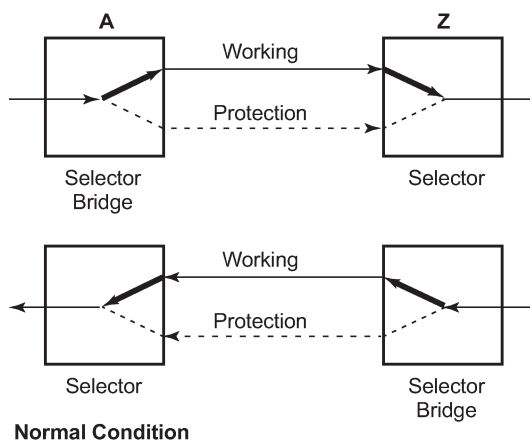 A
Z
Working
Protection
Selector
Bridge
Selector
Working
Protection
Selector
Selector
Bridge
Normal Condition